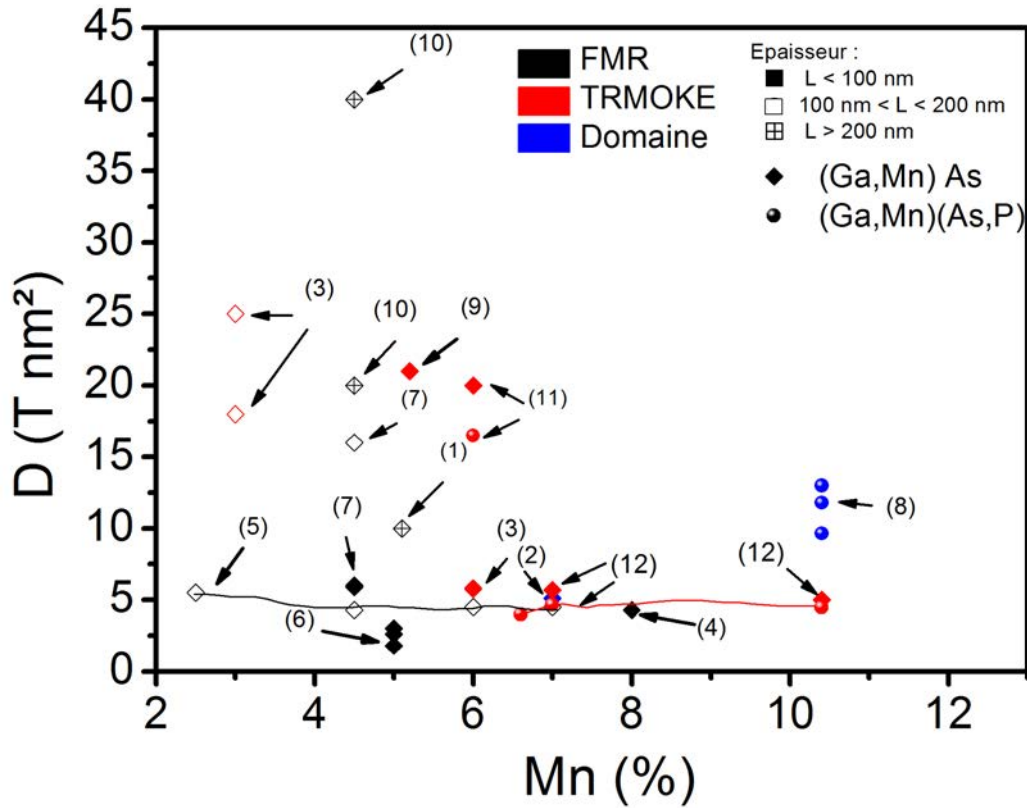 45
40
35
30
25
20
15
10
5
0
D (T nm²)
2
4
6
8
10
12
Mn (%)
FMR
TRMOKE
Domaine
Epaisseur :
L < 100 nm
100 nm < L < 200 nm
L > 200 nm
(Ga,Mn) As
(Ga,Mn)(As,P)
(10)
(3)
(10)
(9)
(7)
(11)
(1)
(5)
(7)
(3)
(2)
(12)
(8)
(12)
(6)
(4)